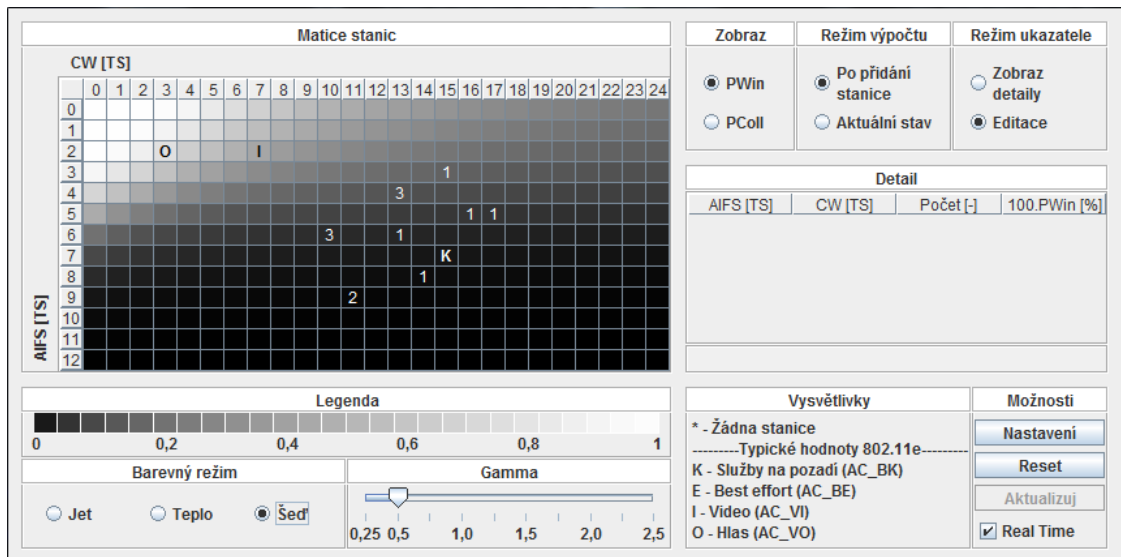 Matice stanic
CW [TS]
0 1 2 3 4 5 6 7 8 9 10 11 12 13 14 15 16 17 18 19 20 21 22 23 24
0
1
2 O I
3 1
4 3
5 1 1
6 3 1
7 K
8 1
9 2
10
11
12
AIFS [TS]
Zobraz
PWin
PColl
Režim výpočtu
Po přidání
stanice
Aktuální stav
Režim ukazatele
Zobraz
detaily
Editace
Detail
AIFS [TS] CW [TS] Počet [-] 100.PWin [%]
Legenda
0 0,2 0,4 0,6 0,8 1
Barevný režim
Jet Teplo Šeď
Gamma
0,25 0,5 1,0 1,5 2,0 2,5
Vysvětlivky
* - Žádna stanice
---------Typické hodnoty 802.11e---------
K - Služby na pozadí (AC_BK)
E - Best effort (AC_BE)
I - Video (AC_VI)
O - Hlas (AC_VO)
Možnosti
Nastavení
Reset
Aktualizuj
Real Time